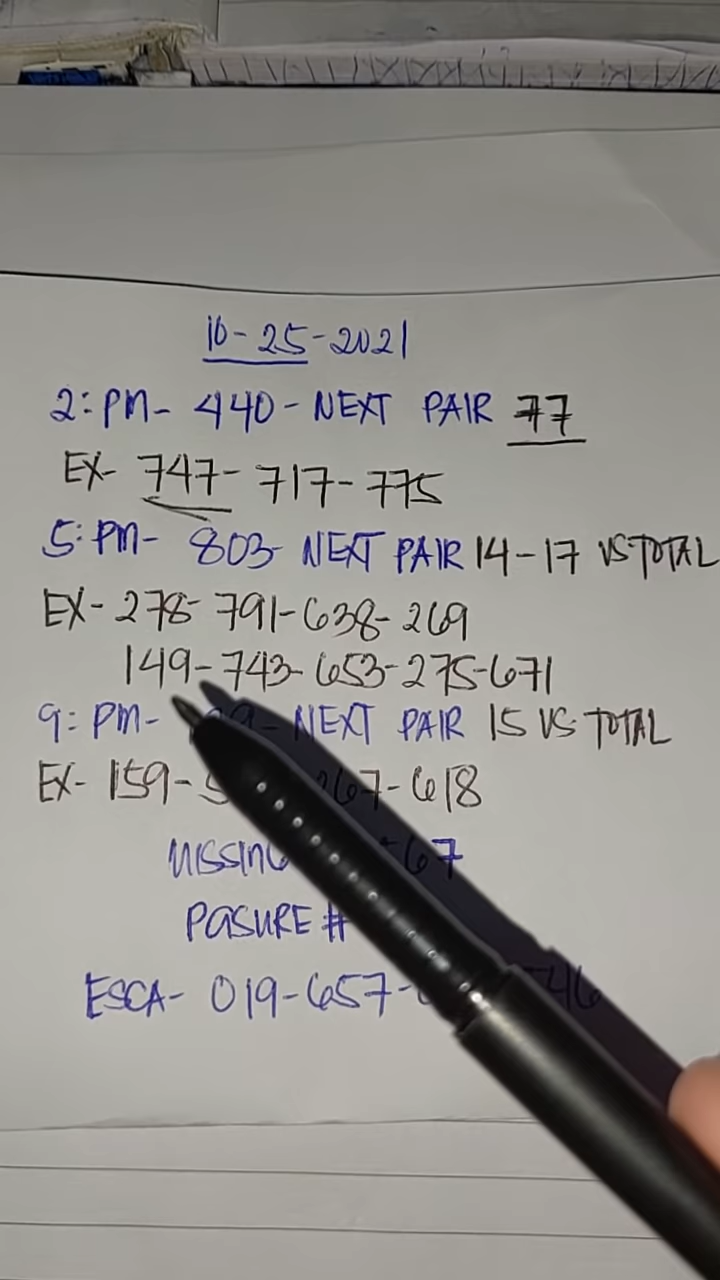 10-25-2021
2:PM- 440- NEXT PAIR 77
EX- 747- 717- 775
5:PM- 803- NEXT PAIR 14-17 VS TOTAL
EX- 278- 791- 638- 269
149- 743- 653- 275- 671
9:PM- NEXT PAIR 15 VS TOTAL
EX- 159- 267- 618
67
PASURE #
ESCA- 019- 657-